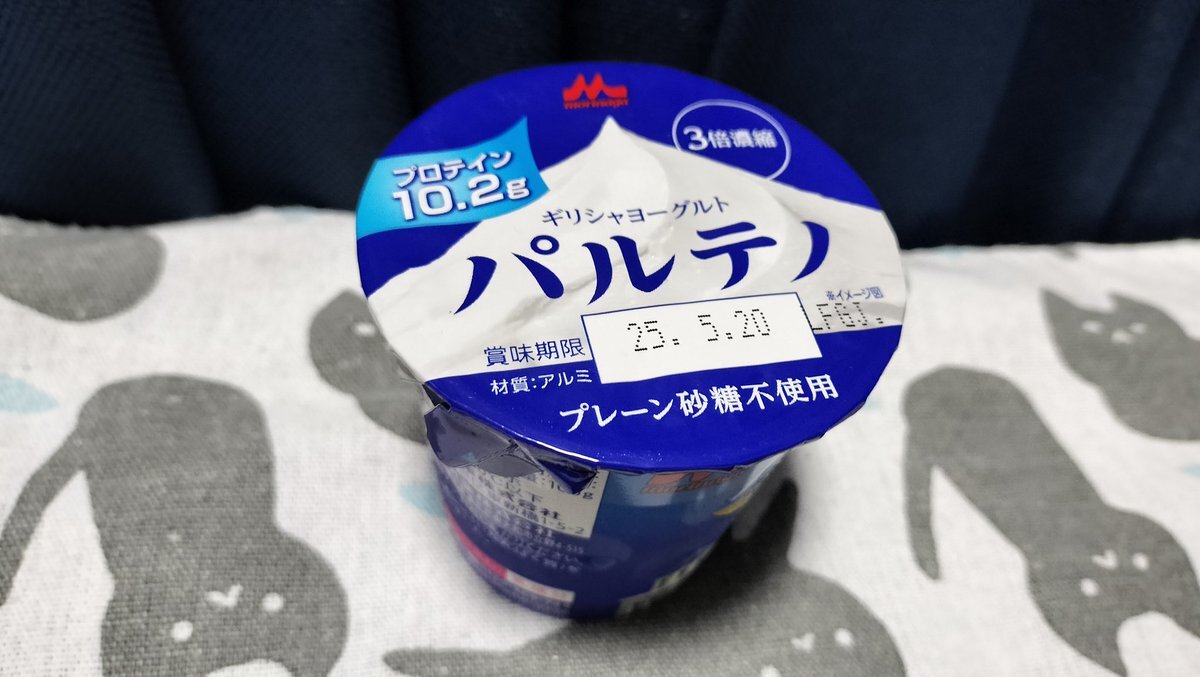 morinaga
3倍濃縮
プロテイン
10.2g
ギリシャヨーグルト
パルテノ
※イメージ図
賞味期限 25. 5.20 LFGJ.
材質:アルミ
プレーン砂糖不使用